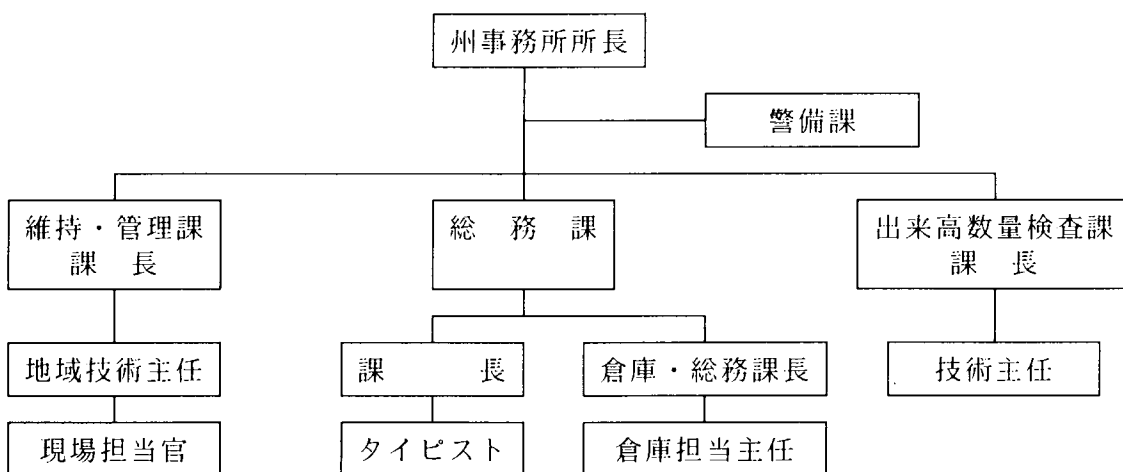 州事務所所長
警備課
維持・管理課
課長
総務課
出来高数量検査課
課長
地域技術主任
課長
倉庫・総務課長
技術主任
現場担当官
タイピスト
倉庫担当主任